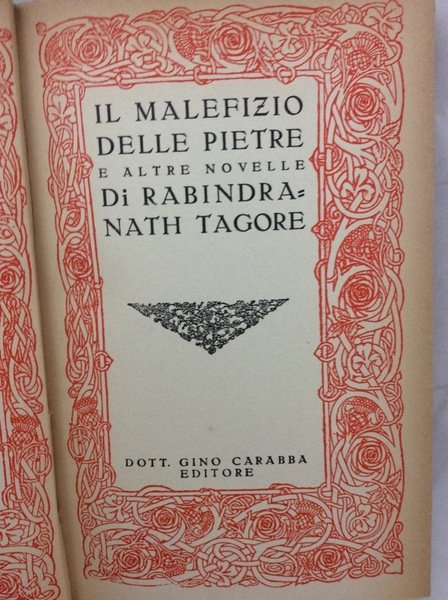 IL MALEFIZIO
DELLE PIETRE
E ALTRE NOVELLE
Di RABINDRA=
NATH TAGORE
DOTT. GINO CARABBA
EDITORE